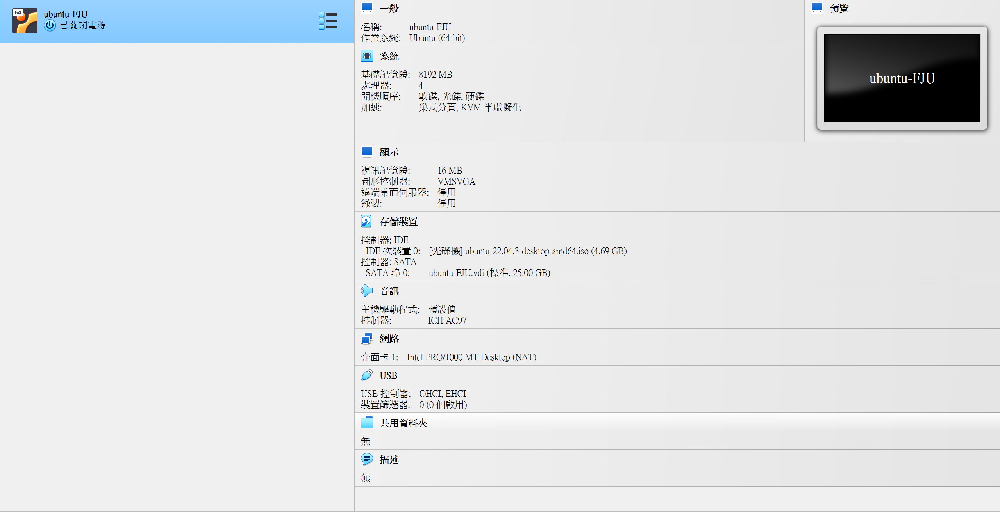 64
ubuntu-FJU
已關閉電源
一般
名稱: ubuntu-FJU
作業系統: Ubuntu (64-bit)
系統
基礎記憶體: 8192 MB
處理器: 4
開機順序: 軟碟, 光碟, 硬碟
加速: 巢式分頁, KVM 半虛擬化
預覽
ubuntu-FJU
顯示
視訊記憶體: 16 MB
圖形控制器: VMSVGA
遠端桌面伺服器: 停用
錄製: 停用
存儲裝置
控制器: IDE
IDE 次裝置 0: [光碟機] ubuntu-22.04.3-desktop-amd64.iso (4.69 GB)
控制器: SATA
SATA 埠 0: ubuntu-FJU.vdi (標準, 25.00 GB)
音訊
主機驅動程式: 預設值
控制器: ICH AC97
網路
介面卡 1: Intel PRO/1000 MT Desktop (NAT)
USB
USB 控制器: OHCI, EHCI
裝置篩選器: 0 (0 個啟用)
共用資料夾
無
描述
無